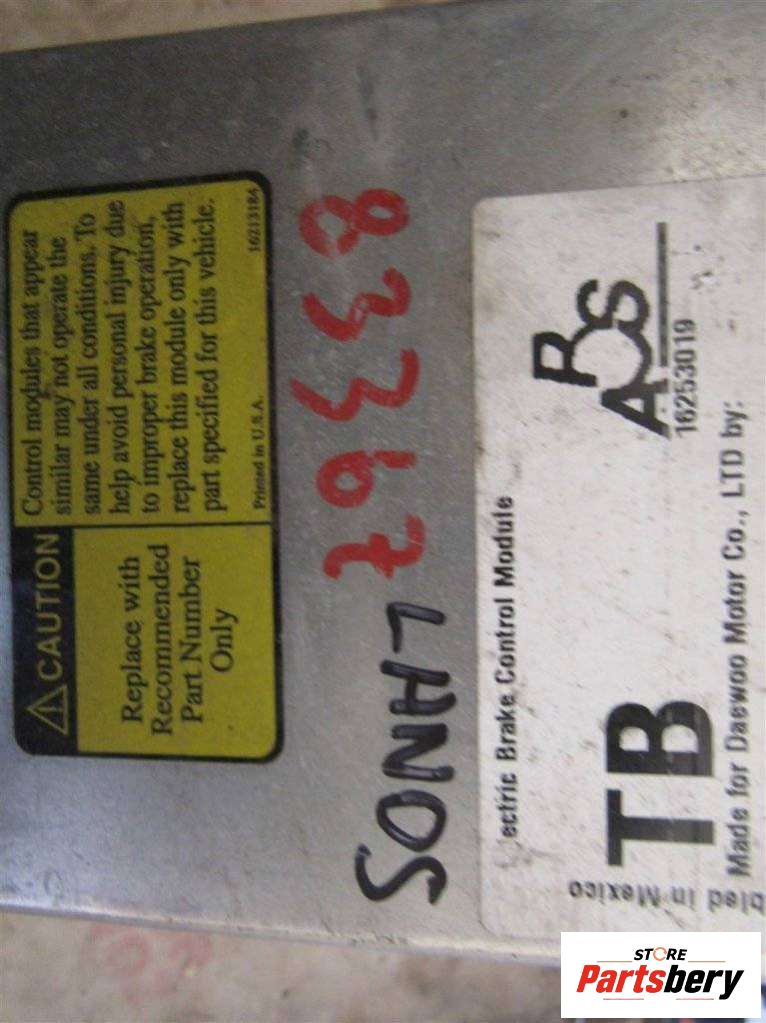 CAUTION
Replace with
Recommended
Part Number
Only
Control modules that appear
similar may not operate the
same under all conditions. To
help avoid personal injury due
to improper brake operation,
replace this module only with
part specified for this vehicle.
Printed in U.S.A. 16213184
83367
LANOS
ectric Brake Control Module
TB
ABS
16253019
Made for Daewoo Motor Co., LTD by:
bled in Mexico
STORE
Partsbery